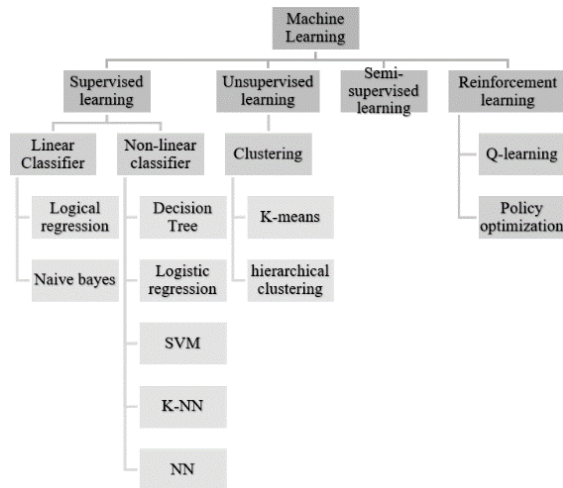 Machine
Learning
Supervised
learning
Unsupervised
learning
Semi-
supervised
learning
Reinforcement
learning
Linear
Classifier
Non-linear
classifier
Clustering
Q-learning
Logical
regression
Decision
Tree
K-means
Policy
optimization
Naive bayes
Logistic
regression
hierarchical
clustering
SVM
K-NN
NN